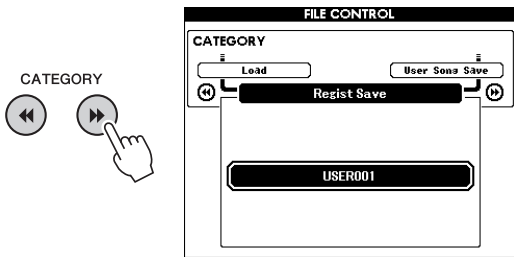 FILE CONTROL
CATEGORY
CATEGORY
Load
User Song Save
Regist Save
USER001